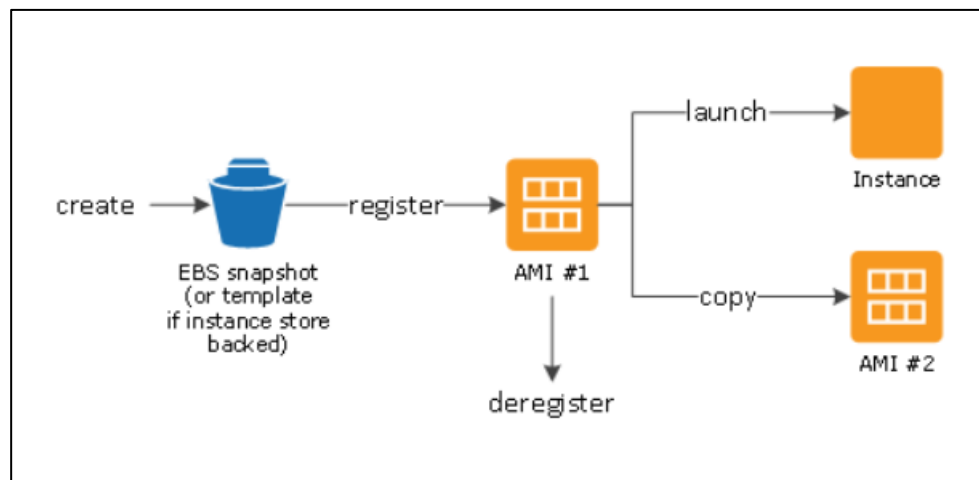 launch
Instance
create
register
EBS snapshot
(or template
if instance store
backed)
AMI #1
copy
AMI #2
deregister